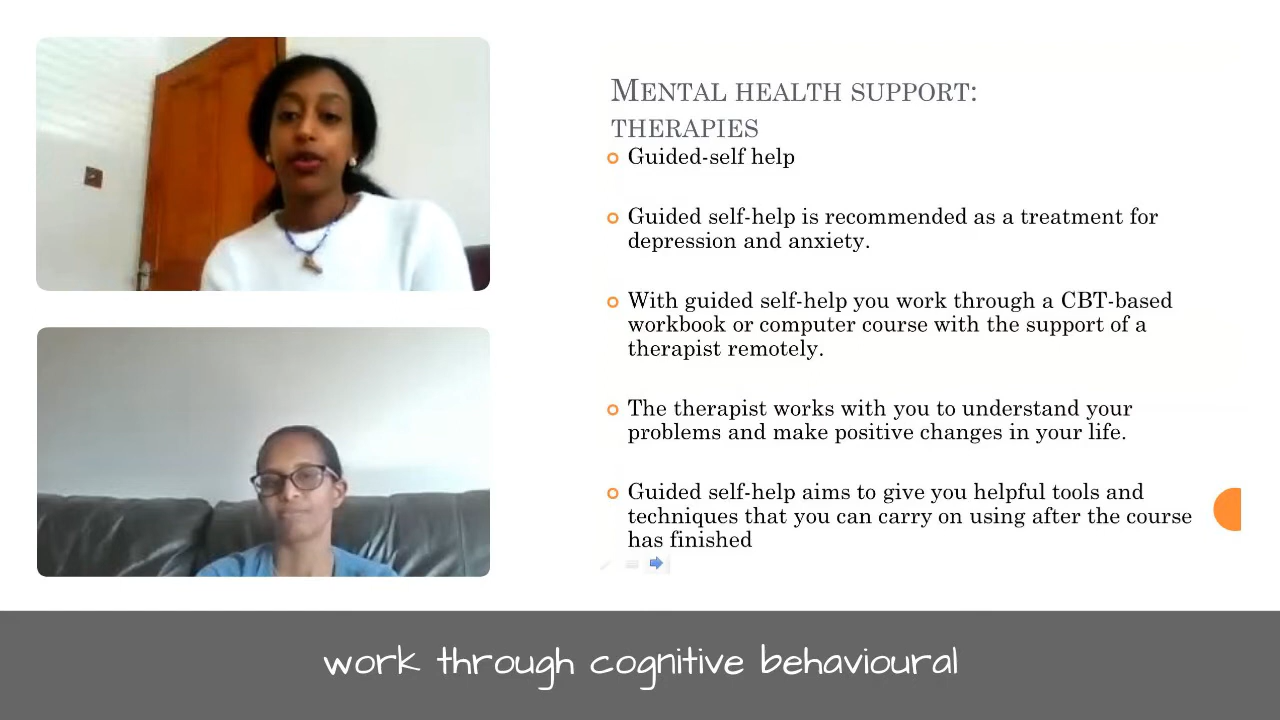 MENTAL HEALTH SUPPORT:
THERAPIES
Guided-self help
Guided self-help is recommended as a treatment for
depression and anxiety.
With guided self-help you work through a CBT-based
workbook or computer course with the support of a
therapist remotely.
The therapist works with you to understand your
problems and make positive changes in your life.
Guided self-help aims to give you helpful tools and
techniques that you can carry on using after the course
has finished
work through cognitive behavioural